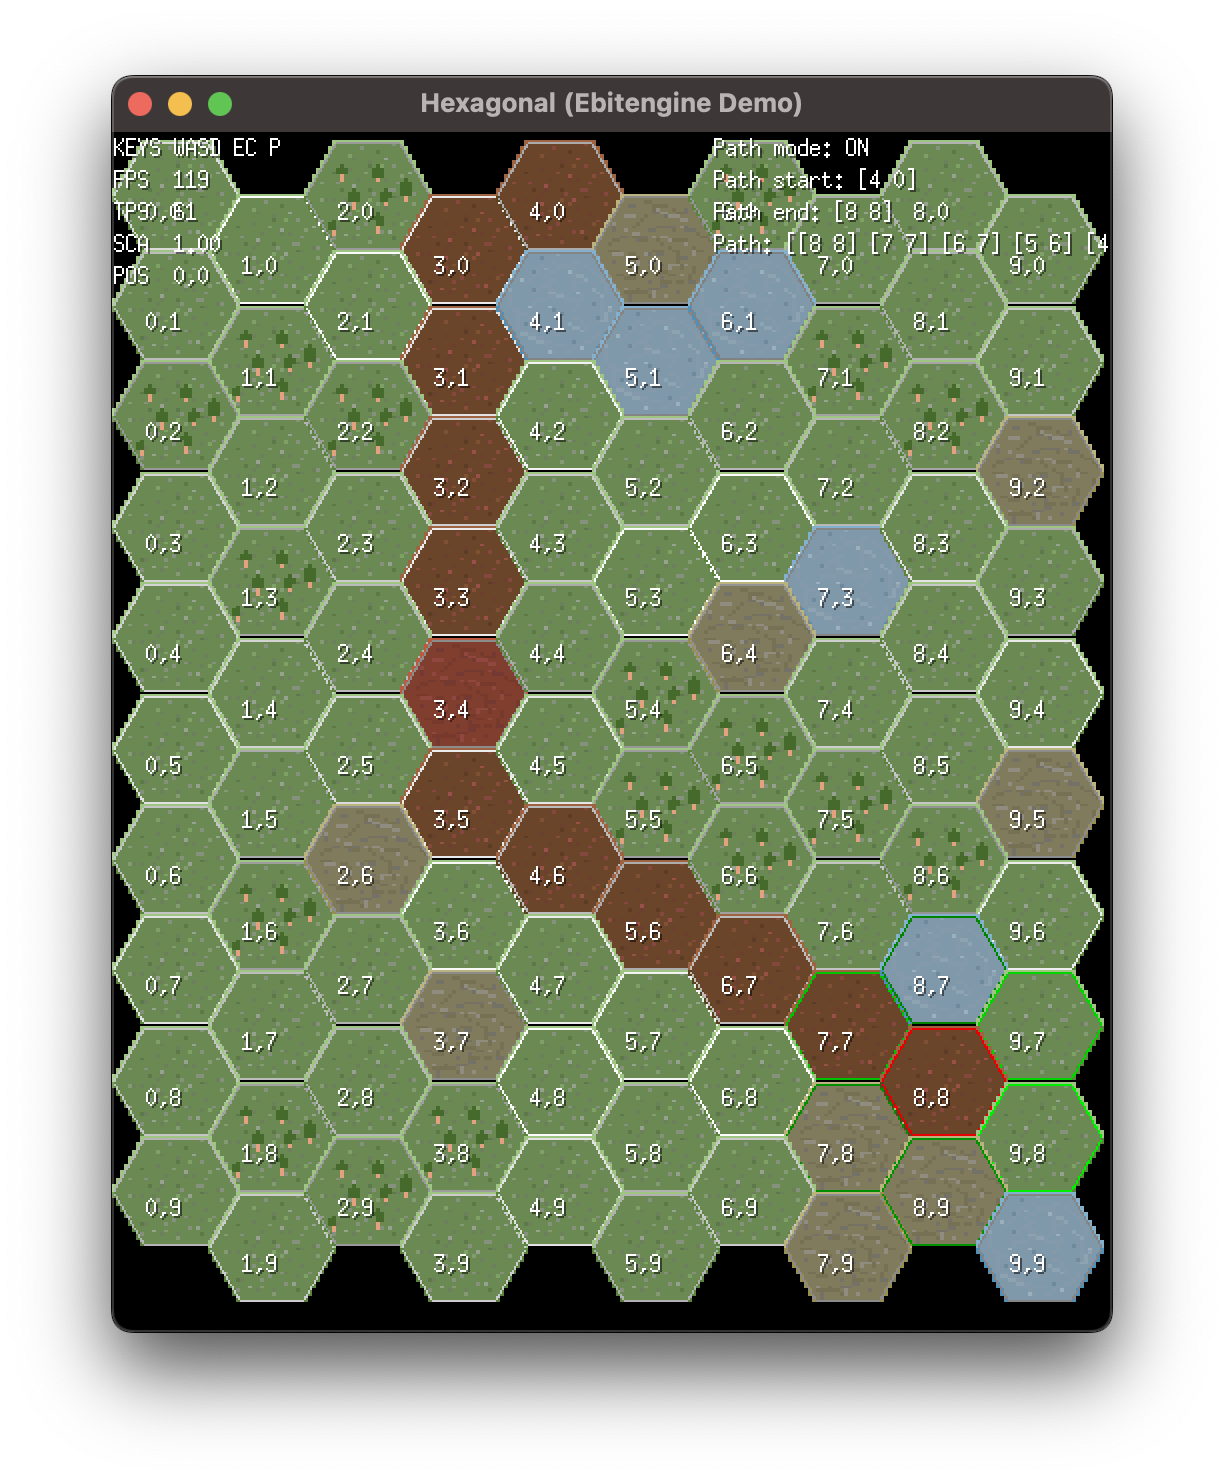 Hexagonal (Ebitengine Demo)
KEYS WASD EC P
FPS 119
TPS 61
SCA 1.00
POS 0,0
Path mode: ON
Path start: [4 0]
Path end: [8 8]
Path: [[8 8] [7 7] [6 7] [5 6] [4
2,0 4,0 8,0
1,0 3,0 5,0 7,0 9,0
0,1 2,1 4,1 6,1 8,1
1,1 3,1 5,1 7,1 9,1
0,2 2,2 4,2 6,2 8,2
1,2 3,2 5,2 7,2 9,2
0,3 2,3 4,3 6,3 8,3
1,3 3,3 5,3 7,3 9,3
0,4 2,4 4,4 6,4 8,4
1,4 3,4 5,4 7,4 9,4
0,5 2,5 4,5 6,5 8,5
1,5 3,5 5,5 7,5 9,5
0,6 2,6 4,6 6,6 8,6
1,6 3,6 5,6 7,6 9,6
0,7 2,7 4,7 6,7 8,7
1,7 3,7 5,7 7,7 9,7
0,8 2,8 4,8 6,8 8,8
1,8 3,8 5,8 7,8 9,8
0,9 2,9 4,9 6,9 8,9
1,9 3,9 5,9 7,9 9,9